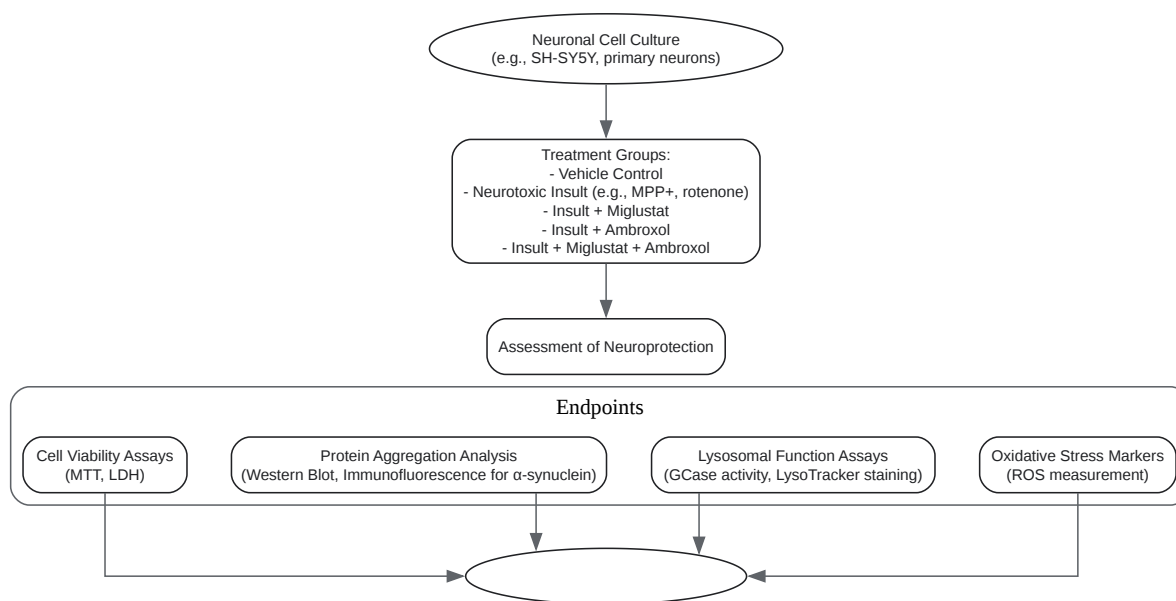 Neuronal Cell Culture
(e.g., SH-SY5Y, primary neurons)
Treatment Groups:
- Vehicle Control
- Neurotoxic Insult (e.g., MPP+, rotenone)
- Insult + Miglustat
- Insult + Ambroxol
- Insult + Miglustat + Ambroxol
Assessment of Neuroprotection
Endpoints
Cell Viability Assays
(MTT, LDH)
Protein Aggregation Analysis
(Western Blot, Immunofluorescence for α-synuclein)
Lysosomal Function Assays
(GCase activity, LysoTracker staining)
Oxidative Stress Markers
(ROS measurement)